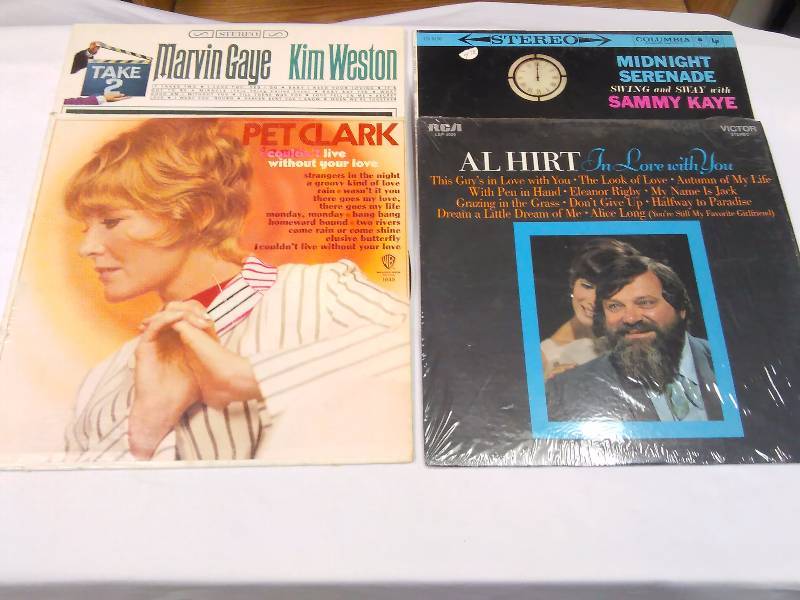 STEREO
TAKE 2
Marvin Gaye Kim Weston
PET CLARK
I couldn't live
without your love
strangers in the night
a groovy kind of love
rain • wasn't it you
there goes my love,
there goes my life
monday, monday • bang bang
homeward bound • two rivers
come rain or come shine
elusive butterfly
I couldn't live without your love
WB
STEREO
COLUMBIA
MIDNIGHT
SERENADE
SWING and SWAY with
SAMMY KAYE
RCA
VICTOR
STEREO
AL HIRT In Love with You
This Guy's in Love with You • The Look of Love • Autumn of My Life
With Pen in Hand • Eleanor Rigby • My Name Is Jack
Grazing in the Grass • Don't Give Up • Halfway to Paradise
Dream a Little Dream of Me • Alice Long (You're Still My Favorite Girlfriend)